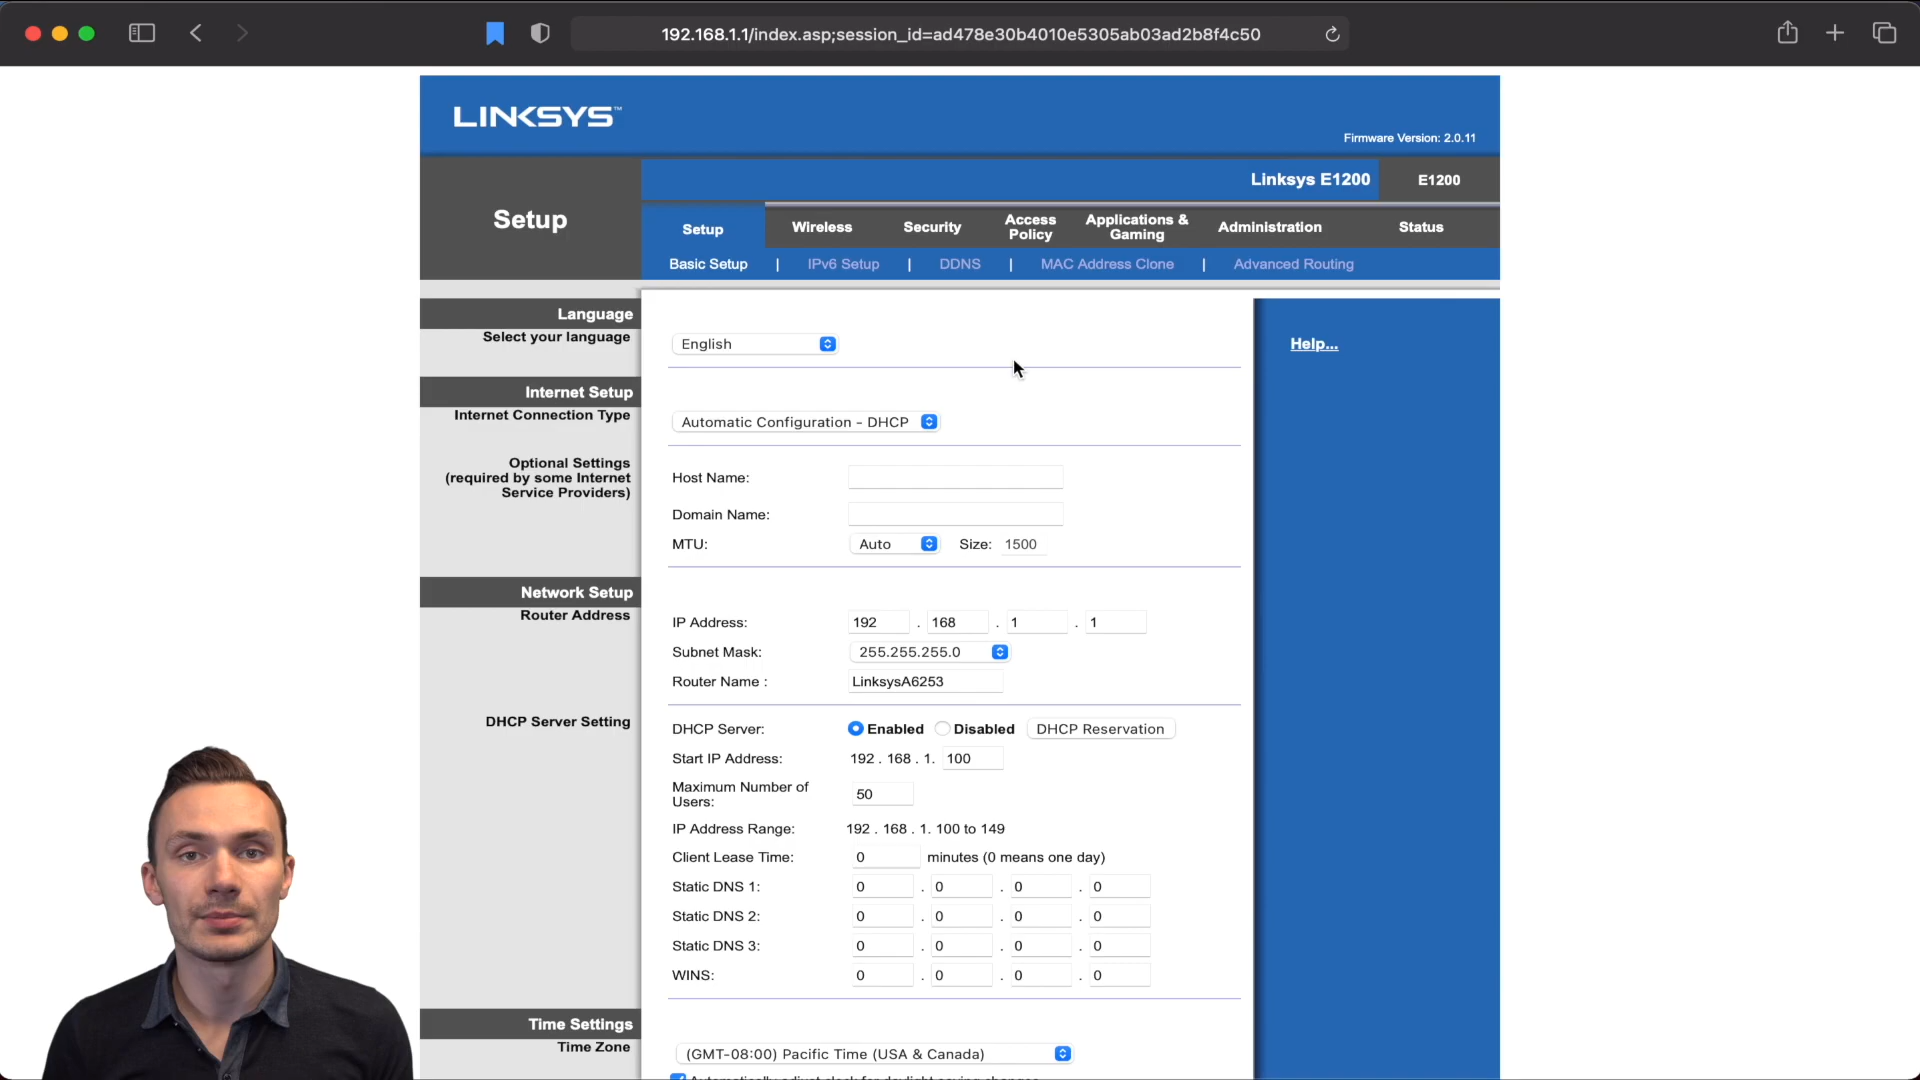 192.168.1.1/index.asp;session_id=ad478e30b4010e5305ab03ad2b8f4c50
LINKSYS™
Firmware Version: 2.0.11
Linksys E1200 E1200
Setup
Setup Wireless Security Access Policy Applications & Gaming Administration Status
Basic Setup | IPv6 Setup | DDNS | MAC Address Clone | Advanced Routing
Language
Select your language
English
Help...
Internet Setup
Internet Connection Type
Automatic Configuration - DHCP
Optional Settings
(required by some Internet
Service Providers)
Host Name:
Domain Name:
MTU: Auto Size: 1500
Network Setup
Router Address
IP Address: 192 . 168 . 1 . 1
Subnet Mask: 255.255.255.0
Router Name : LinksysA6253
DHCP Server Setting
DHCP Server: Enabled Disabled DHCP Reservation
Start IP Address: 192 . 168 . 1. 100
Maximum Number of
Users: 50
IP Address Range: 192 . 168 . 1. 100 to 149
Client Lease Time: 0 minutes (0 means one day)
Static DNS 1: 0 . 0 . 0 . 0
Static DNS 2: 0 . 0 . 0 . 0
Static DNS 3: 0 . 0 . 0 . 0
WINS: 0 . 0 . 0 . 0
Time Settings
Time Zone
(GMT-08:00) Pacific Time (USA & Canada)
Automatically adjust clock for daylight saving changes